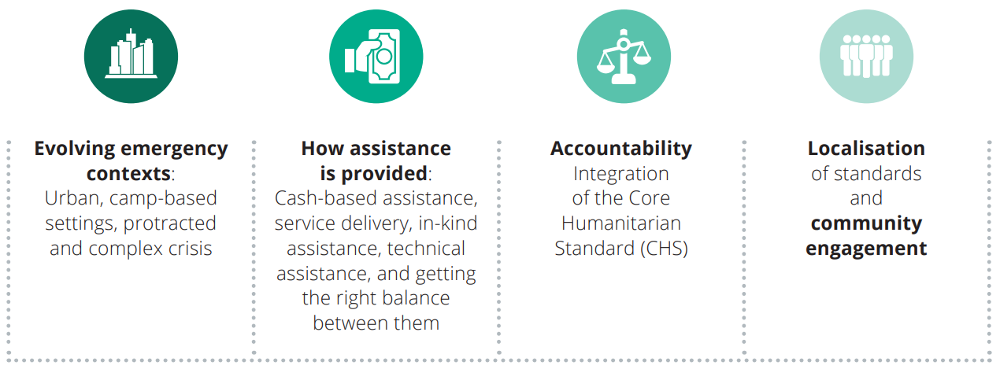 Evolving emergency
contexts:
Urban, camp-based
settings, protracted
and complex crisis
How assistance
is provided:
Cash-based assistance,
service delivery, in-kind
assistance, technical
assistance, and getting
the right balance
between them
Accountability
Integration
of the Core
Humanitarian
Standard (CHS)
Localisation
of standards
and
community
engagement